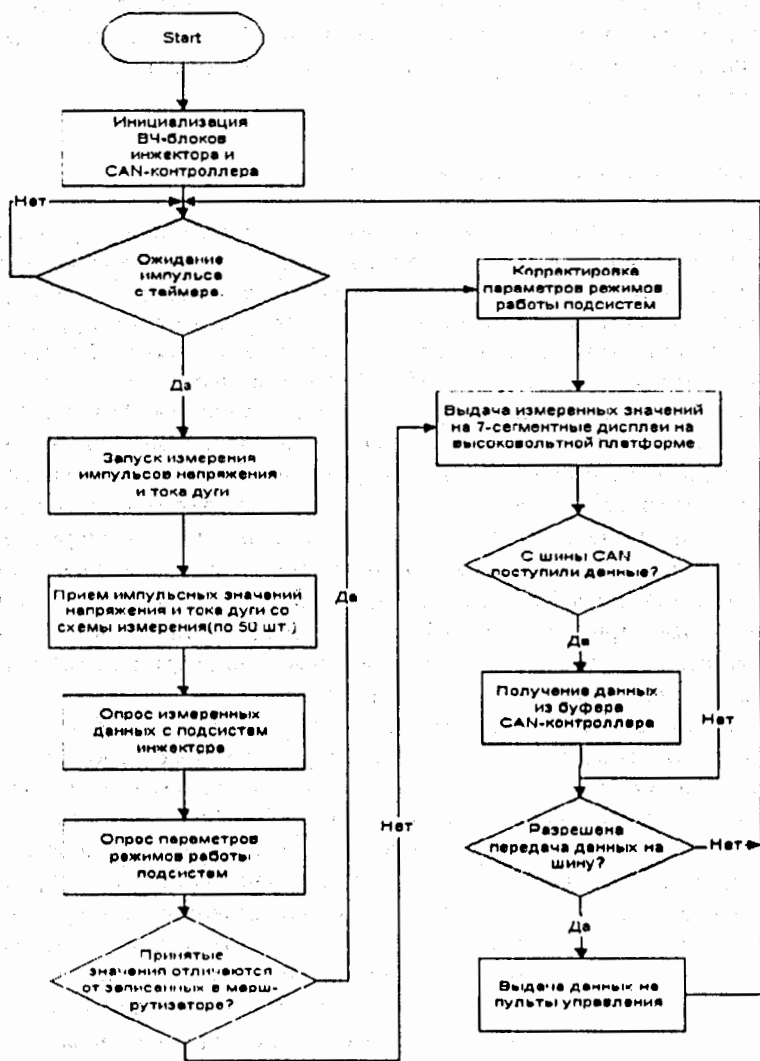 Start
Инициализация
ВЧ-блоков
инжектора и
CAN-контроллера
Нет
Ожидание
импульса
с таймера.
Да
Запуск измерения
импульсов напряжения
и тока дуги
Прием импульсных значений
напряжения и тока дуги со
схемы измерения(по 50 шт.)
Опрос измеренных
данных с подсистем
инжектора
Опрос параметров
режимов работы
подсистем
Принятые
значения отличаются
от записанных в марш-
рутизаторе?
Да
Нет
Корректировка
параметров режимов
работы подсистем
Выдача измеренных значений
на 7-сегментные дисплеи на
высоковольтной платформе
С шины CAN
поступили данные?
Да
Нет
Получение данных
из буфера
CAN-контроллера
Разрешена
передача данных на
шину?
Нет
Да
Выдача данных на
пульты управления